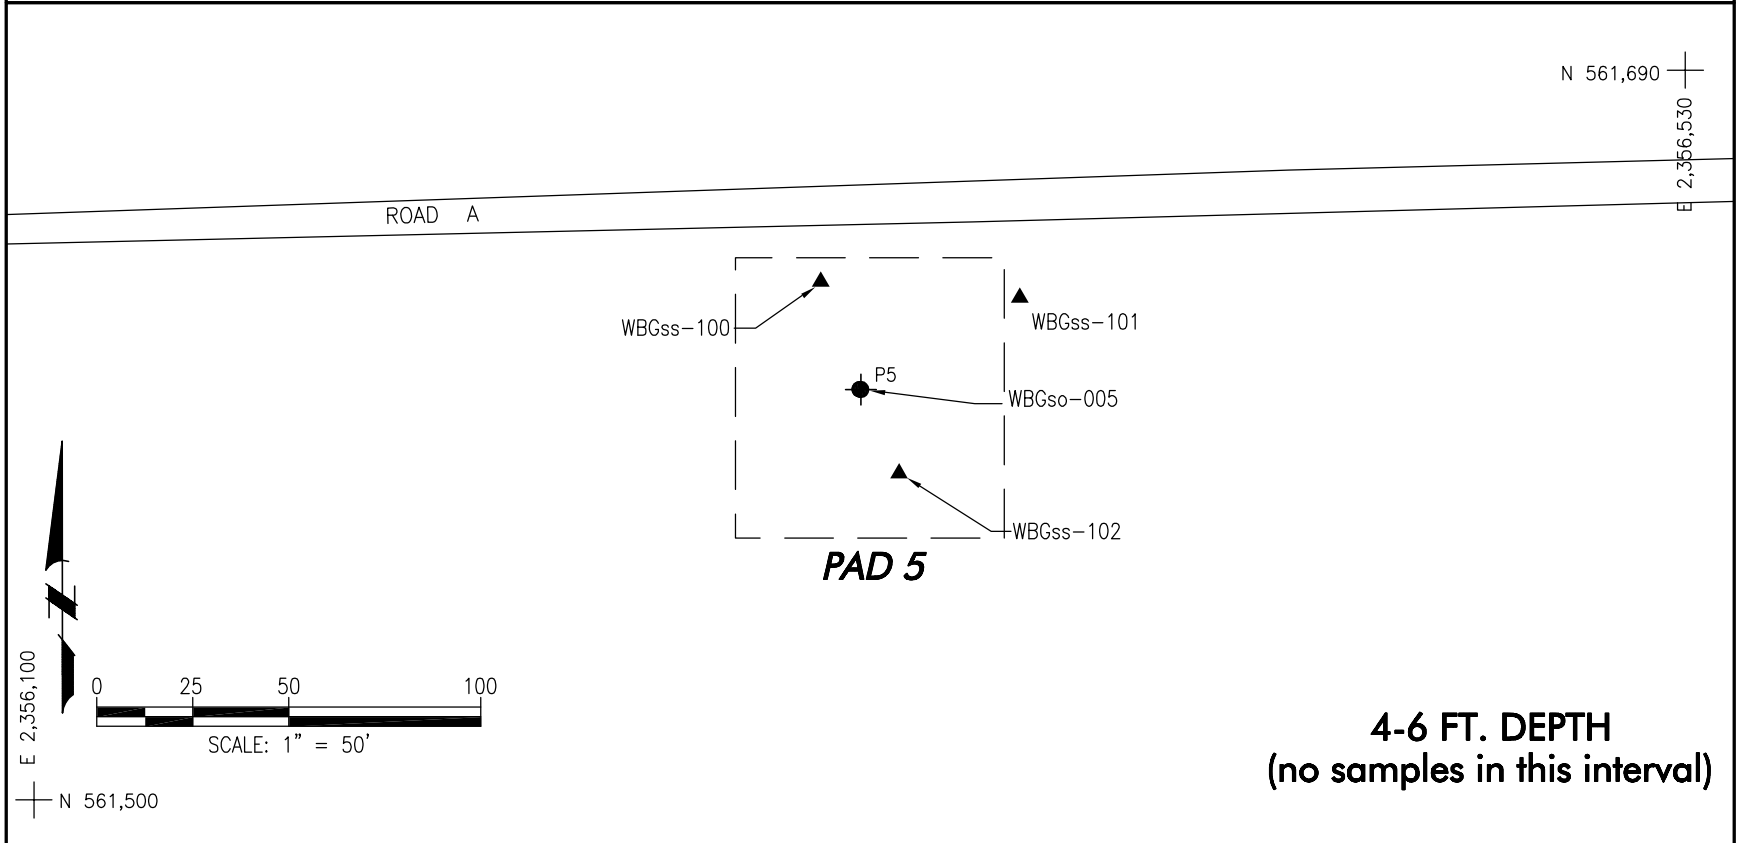 N 561,690
E 2,356,530
ROAD A
WBGss-100
WBGss-101
P5
WBGso-005
WBGss-102
PAD 5
E 2,356,100
0 25 50 100
SCALE: 1" = 50'
N 561,500
4-6 FT. DEPTH
(no samples in this interval)